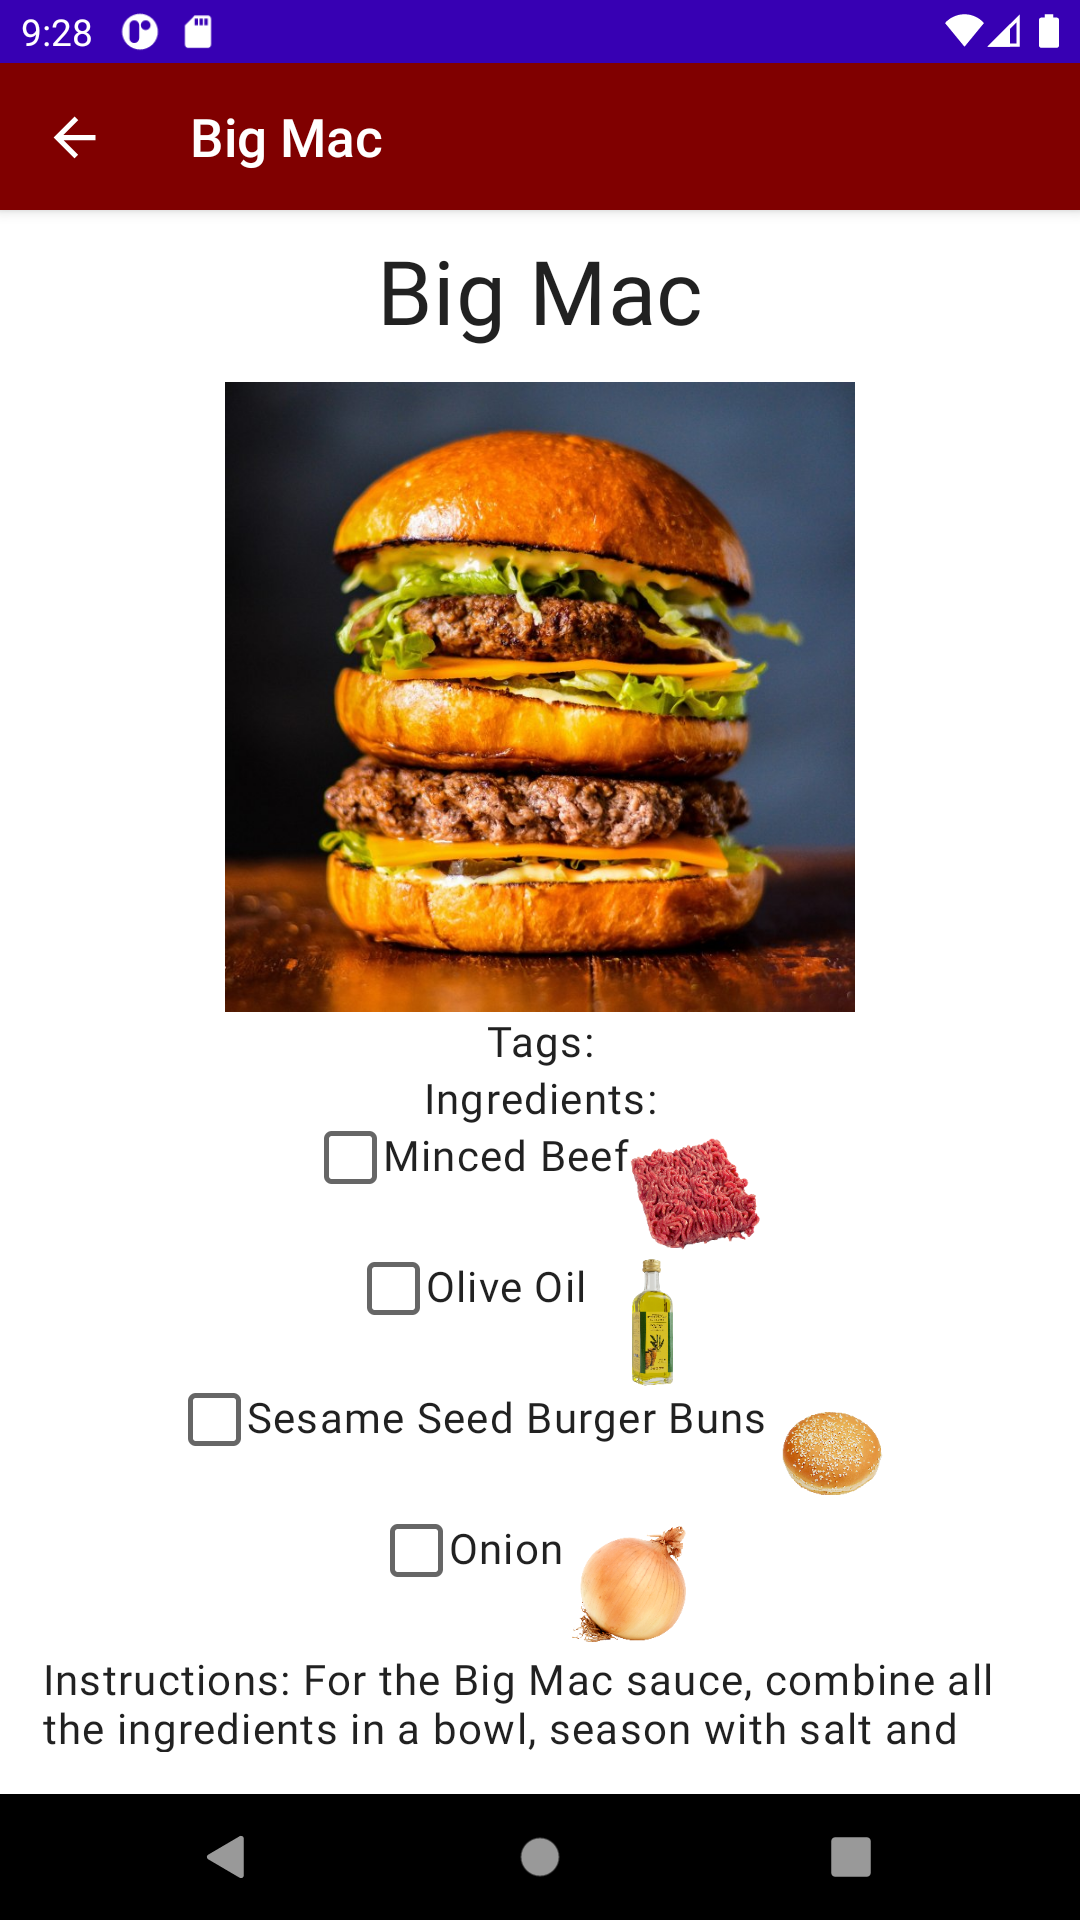 9:28
Big Mac
Big Mac
Tags:
Ingredients:
Minced Beef
Olive Oil
Sesame Seed Burger Buns
Onion
Instructions: For the Big Mac sauce, combine all
the ingredients in a bowl, season with salt and